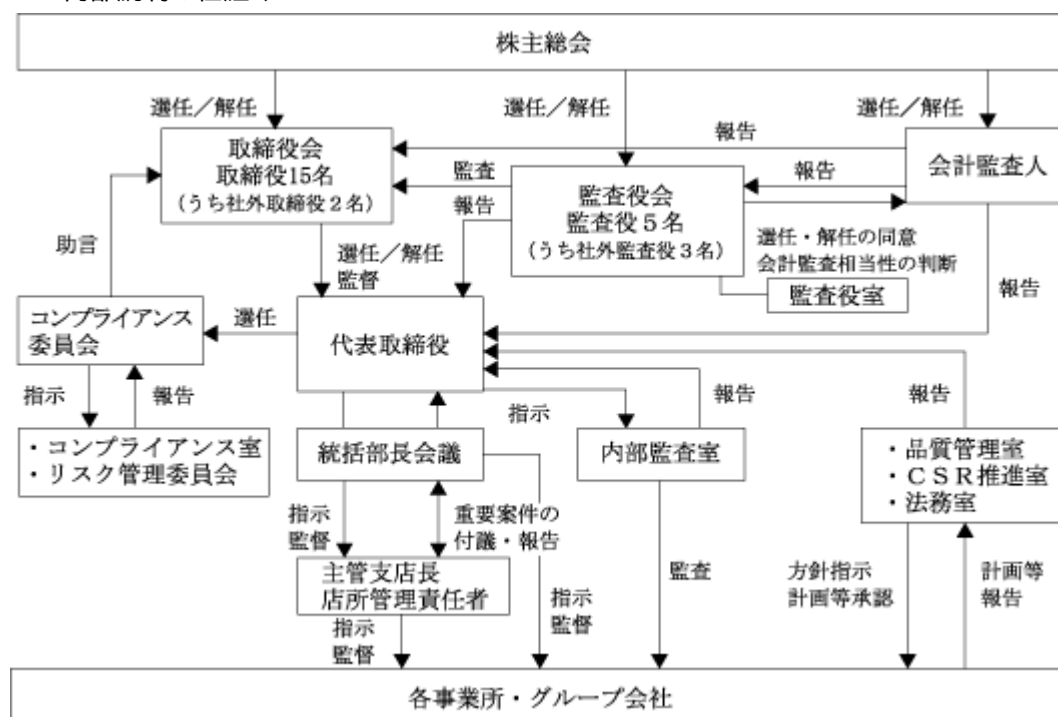 株主総会
選任／解任
選任／解任
選任／解任
報告
取締役会
取締役15名
（うち社外取締役２名）
監査
報告
監査役会
監査役５名
（うち社外監査役３名）
報告
会計監査人
助言
選任／解任
監督
選任・解任の同意
会計監査相当性の判断
監査役室
報告
コンプライアンス
委員会
選任
代表取締役
指示
報告
指示
報告
報告
・コンプライアンス室
・リスク管理委員会
統括部長会議
内部監査室
・品質管理室
・ＣＳＲ推進室
・法務室
指示
監督
重要案件の
付議・報告
主管支店長
店所管理責任者
指示
監督
指示
監督
監査
方針指示
計画等承認
計画等
報告
各事業所・グループ会社